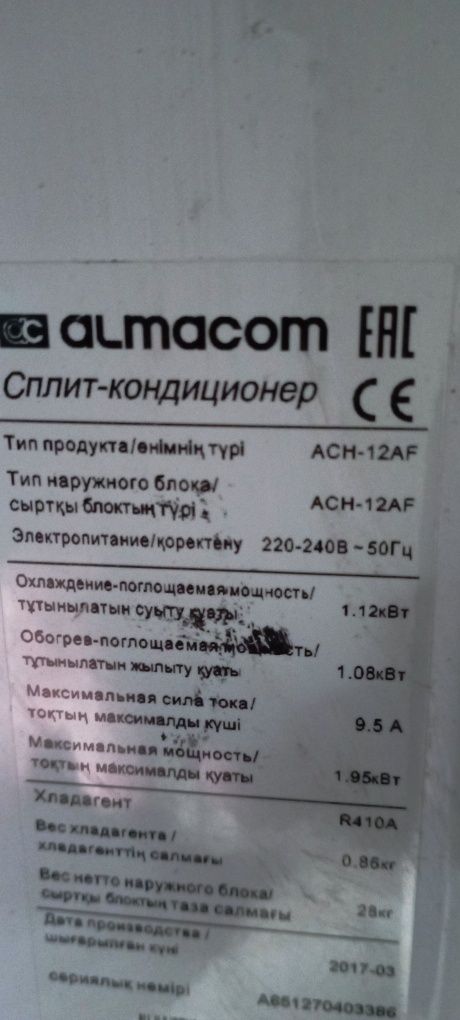 almacom EAC
Сплит-кондиционер CE
Тип продукта/өнімнің түрі ACH-12AF
Тип наружного блока/
сыртқы блоктың түрі ACH-12AF
Электропитание/қоректену 220-240В ~ 50Гц
Охлаждение-поглощаемая мощность/
тұтынылатын суыту қуаты 1.12кВт
Обогрев-поглощаемая мощность/
тұтынылатын жылыту қуаты 1.08кВт
Максимальная сила тока/
тоқтың максималды күші 9.5 А
Максимальная мощность/
тоқтың максималды қуаты 1.95кВт
Хладагент R410A
Вес хладагента /
хладагенттің салмағы 0.86кг
Вес нетто наружного блока/
сыртқы блоктың таза салмағы 28кг
Дата производства /
шығарылған күні 2017-03
сериялық немірі A651270403386